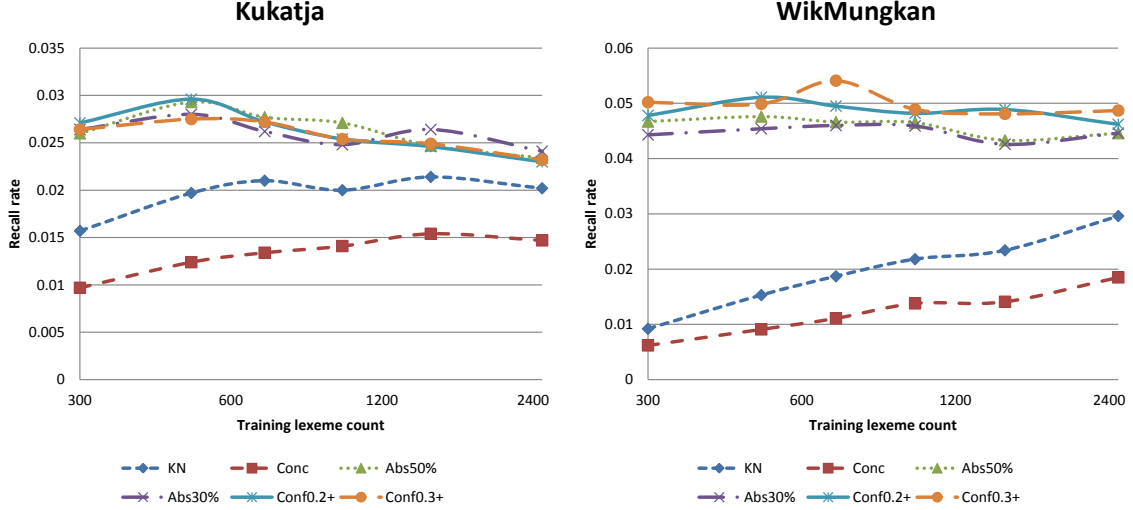 Kukatja
0.035
0.03
0.025
0.02
0.015
0.01
0.005
0
Recall rate
300 600 1200 2400
Training lexeme count
KN Conc Abs50%
Abs30% Conf0.2+ Conf0.3+
WikMungkan
0.06
0.05
0.04
0.03
0.02
0.01
0
Recall rate
300 600 1200 2400
Training lexeme count
KN Conc Abs50%
Abs30% Conf0.2+ Conf0.3+